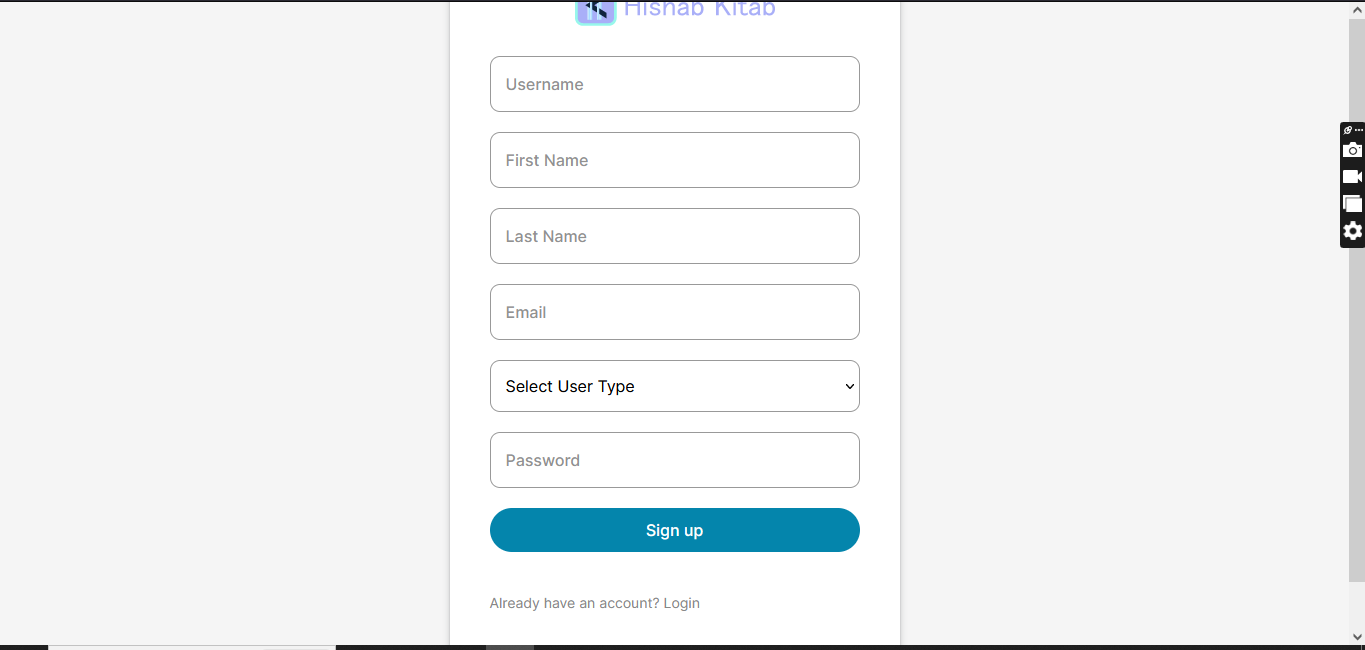 Hishab Kitab
Username
First Name
Last Name
Email
Select User Type
Password
Sign up
Already have an account? Login